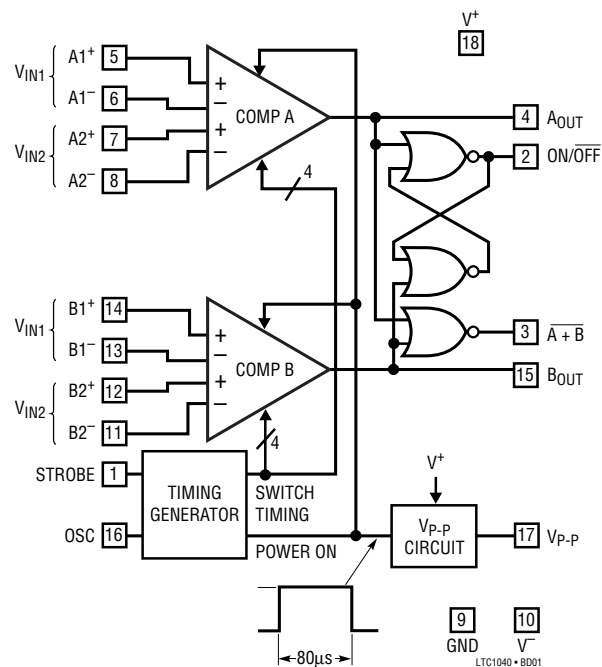 V+
18
A1+ 5
VIN1
A1− 6
A2+ 7
VIN2
A2− 8
+
−
+
−
COMP A
4
4 AOUT
2 ON/O̅F̅F̅
B1+ 14
VIN1
B1− 13
B2+ 12
VIN2
B2− 11
+
−
+
−
COMP B
4
3 A̅ ̅+̅ ̅B̅
15 BOUT
STROBE 1
OSC 16
TIMING
GENERATOR
SWITCH
TIMING
POWER ON
V+
VP-P
CIRCUIT
17 VP-P
80µs
9
GND
10
V−
LTC1040 • BD01